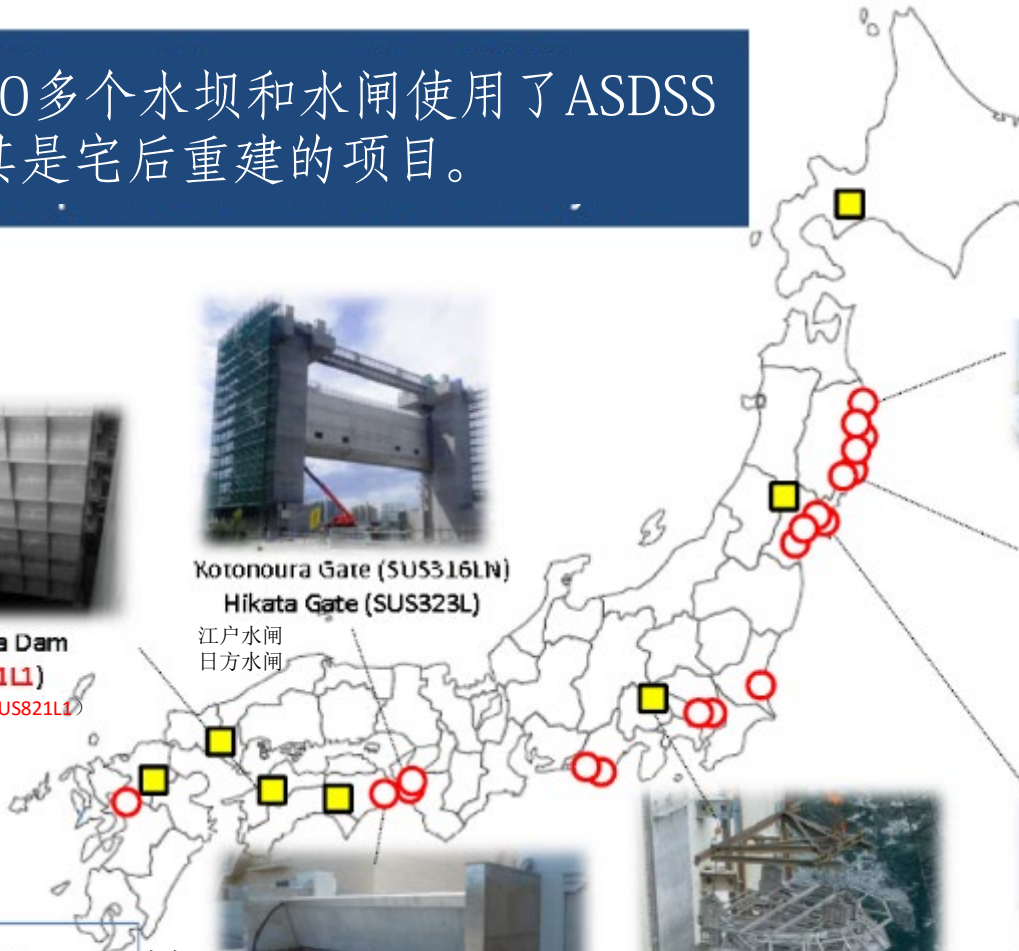 0多个水坝和水闸使用了ASDSS
其是宅后重建的项目。
Kotonoura Gate (SUS316LN)
Hikata Gate (SUS323L)
江户水闸
日方水闸
a Dam
1L1)
US821L1）